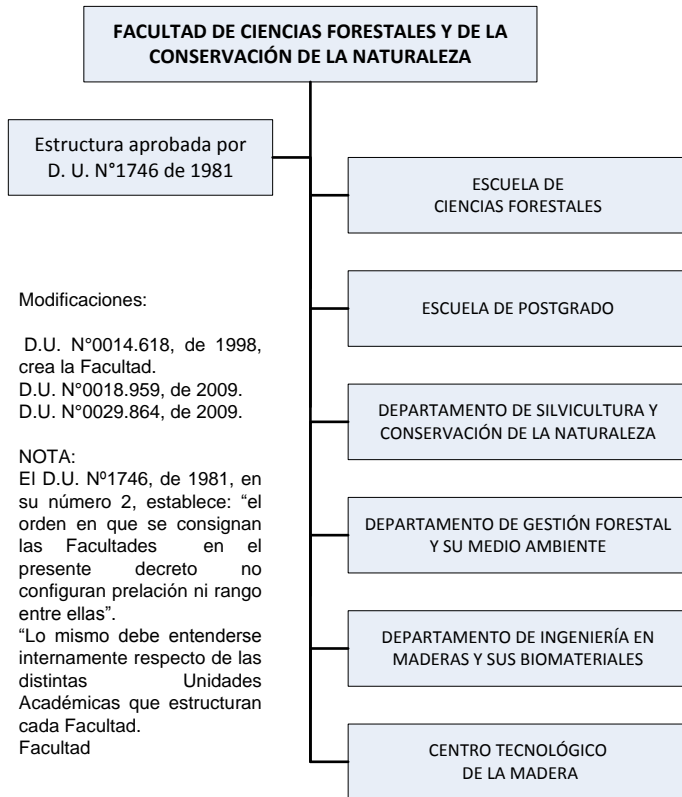 FACULTAD DE CIENCIAS FORESTALES Y DE LA
CONSERVACIÓN DE LA NATURALEZA
Estructura aprobada por
D. U. N°1746 de 1981
ESCUELA DE
CIENCIAS FORESTALES
ESCUELA DE POSTGRADO
DEPARTAMENTO DE SILVICULTURA Y
CONSERVACIÓN DE LA NATURALEZA
DEPARTAMENTO DE GESTIÓN FORESTAL
Y SU MEDIO AMBIENTE
DEPARTAMENTO DE INGENIERÍA EN
MADERAS Y SUS BIOMATERIALES
CENTRO TECNOLÓGICO
DE LA MADERA
Modificaciones:
D.U. N°0014.618, de 1998,
crea la Facultad.
D.U. N°0018.959, de 2009.
D.U. N°0029.864, de 2009.
NOTA:
El D.U. Nº1746, de 1981, en
su número 2, establece: “el
orden en que se consignan
las Facultades en el
presente decreto no
configuran prelación ni rango
entre ellas”.
“Lo mismo debe entenderse
internamente respecto de las
distintas Unidades
Académicas que estructuran
cada Facultad.
Facultad